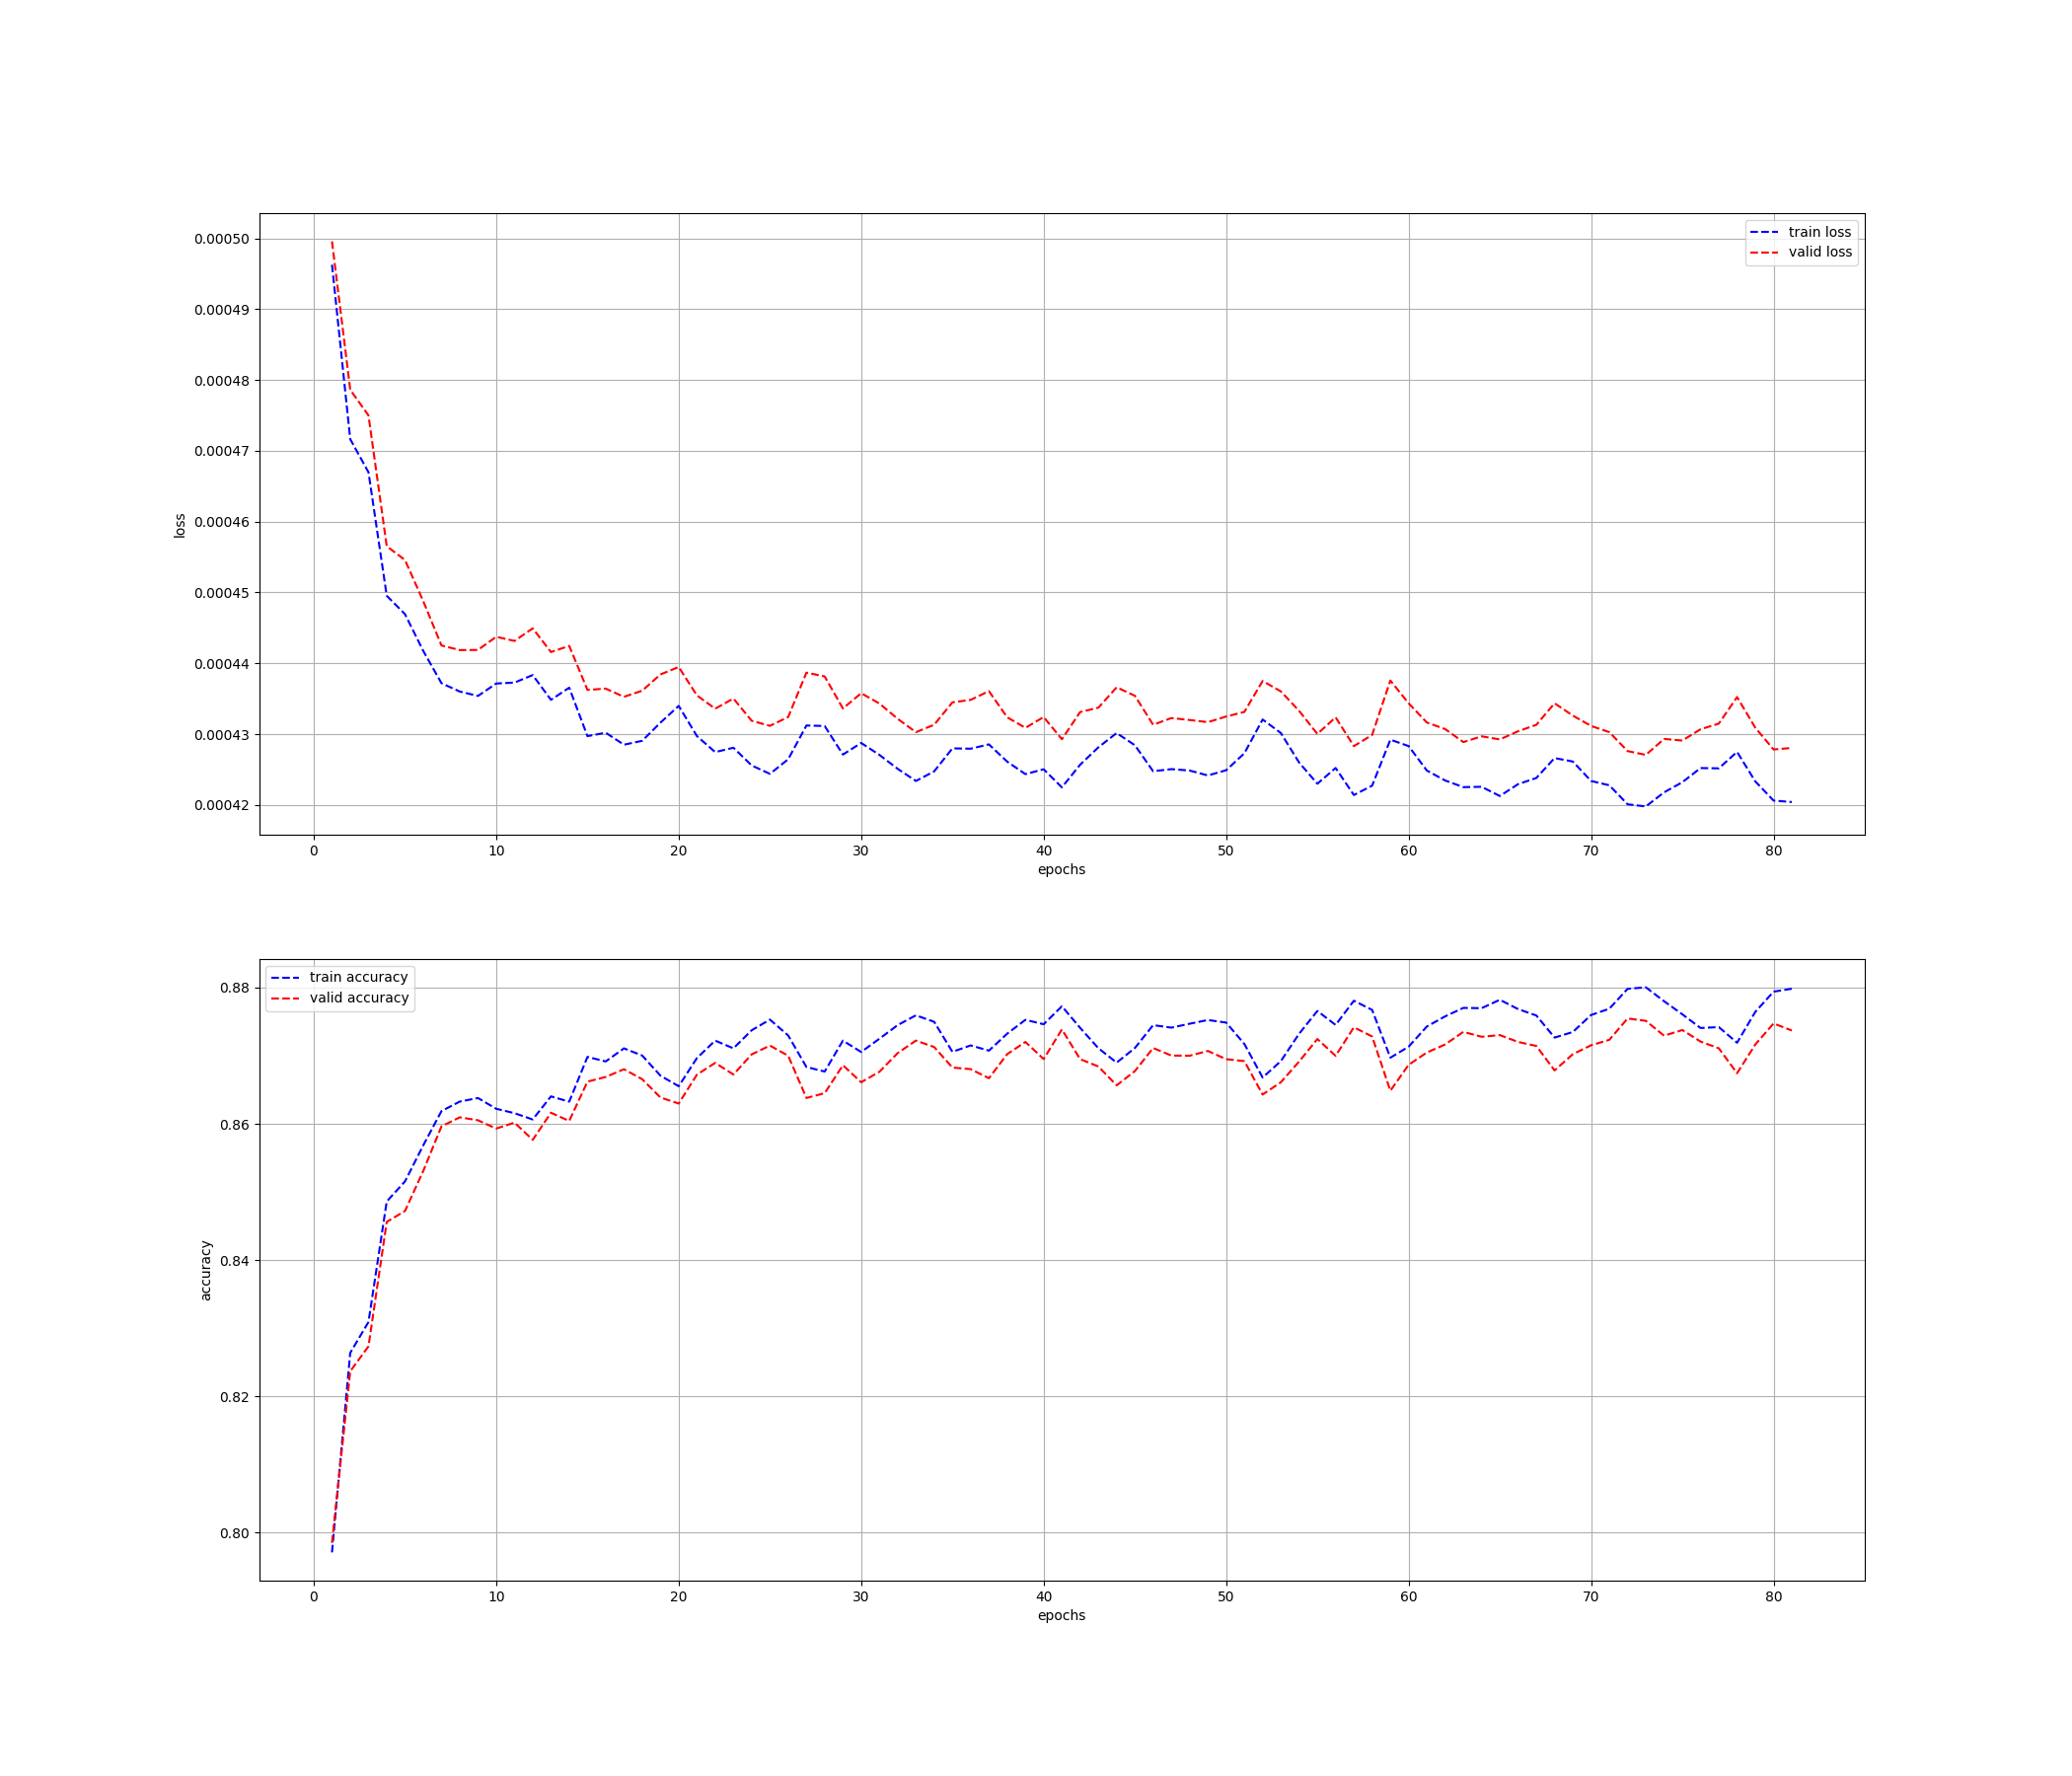 0.00050
0.00049
0.00048
0.00047
0.00046
0.00045
0.00044
0.00043
0.00042
loss
train loss
valid loss
0 10 20 30 40 50 60 70 80
epochs
train accuracy
valid accuracy
0.88
0.86
0.84
0.82
0.80
accuracy
0 10 20 30 40 50 60 70 80
epochs